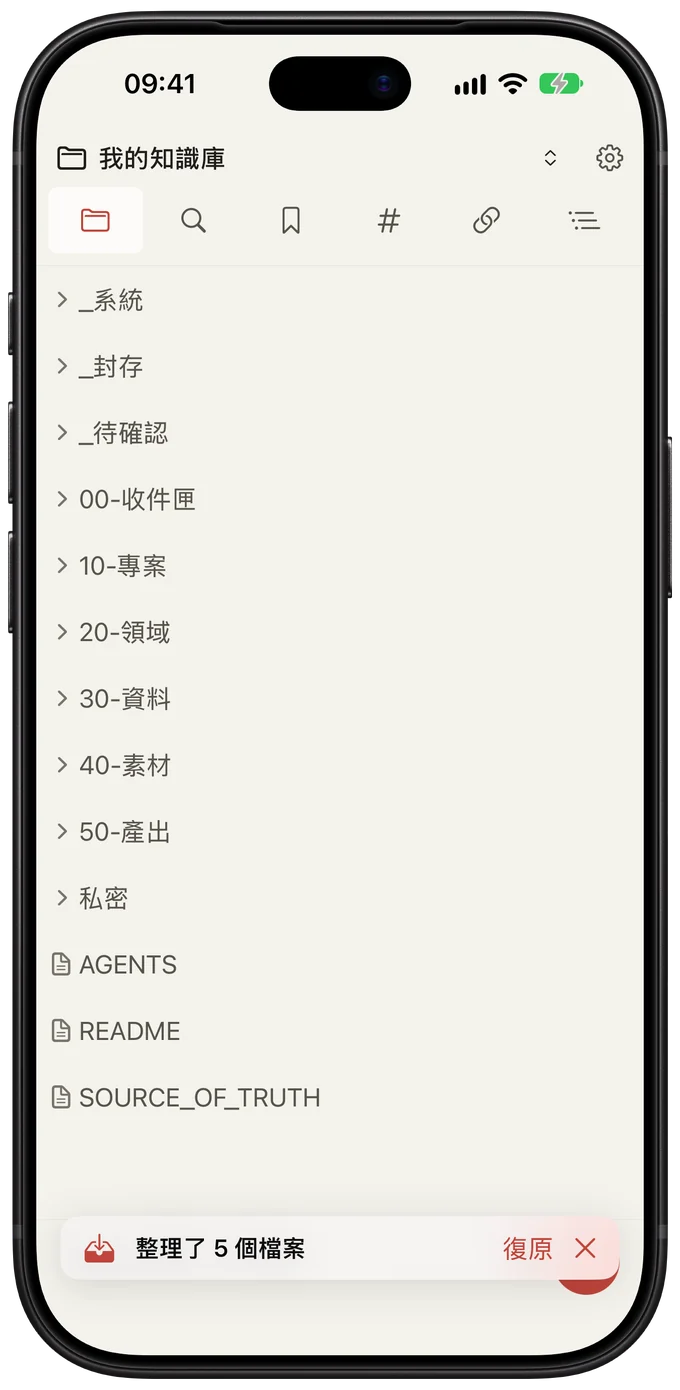 09:41
我的知識庫
_系統
_封存
_待確認
00-收件匣
10-專案
20-領域
30-資料
40-素材
50-產出
私密
AGENTS
README
SOURCE_OF_TRUTH
整理了 5 個檔案 復原